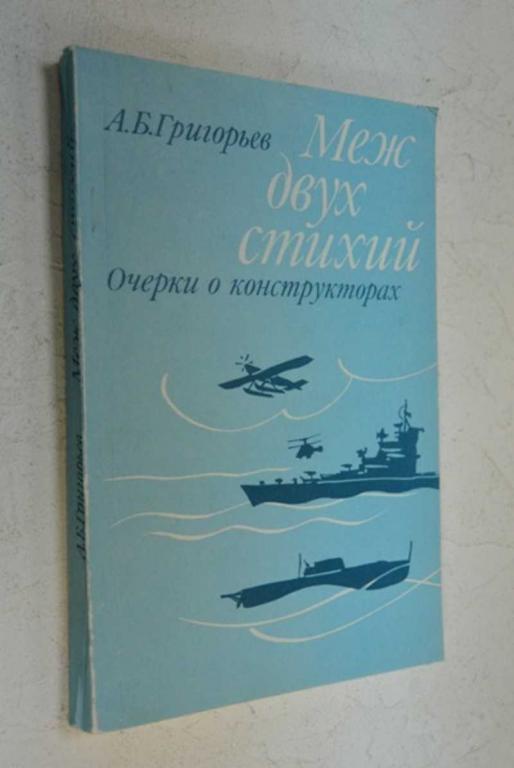 А.Б.Григорьев
Меж
двух
стихий
Очерки о конструкторах
А.Б.Григорьев
Меж двух стихий